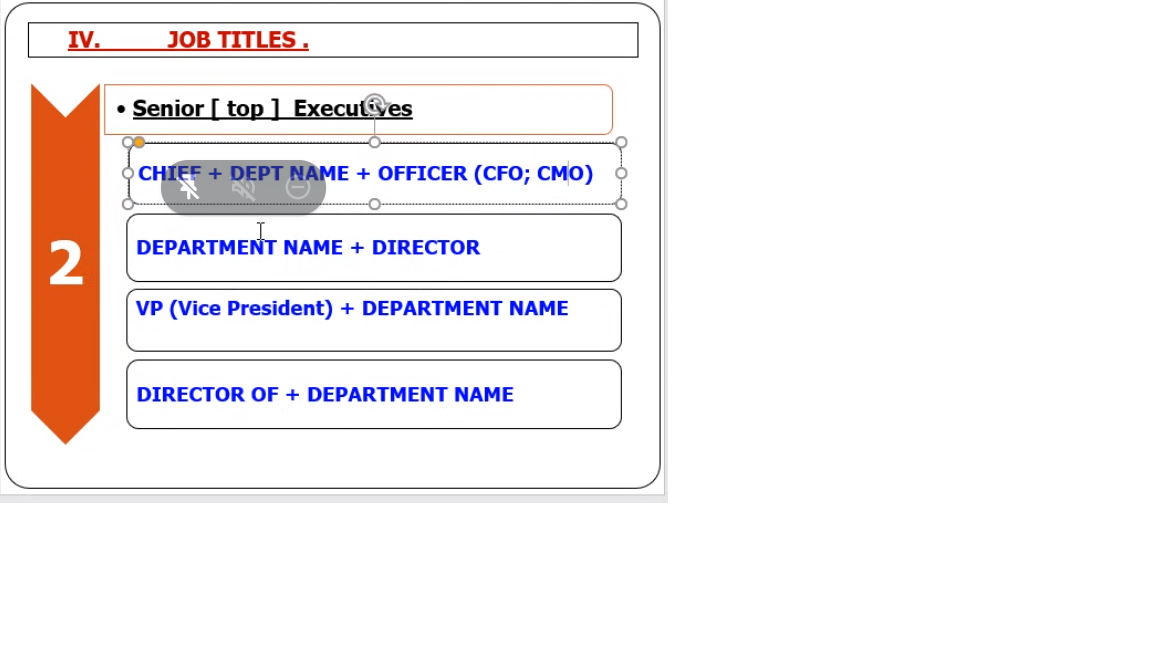 IV. JOB TITLES .
• Senior [ top ] Executives
CHIEF + DEPT NAME + OFFICER (CFO; CMO)
2
DEPARTMENT NAME + DIRECTOR
VP (Vice President) + DEPARTMENT NAME
DIRECTOR OF + DEPARTMENT NAME